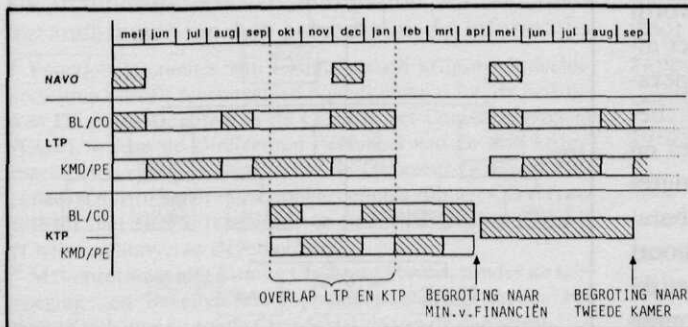 mei jun jul aug sep okt nov dec jan feb mrt apr mei jun jul aug sep
NAVO
BL/CO
LTP
KMD/PE
BL/CO
KTP
KMD/PE
OVERLAP LTP EN KTP BEGROTING NAAR BEGROTING NAAR
MIN.v.FINANCIËN TWEEDE KAMER